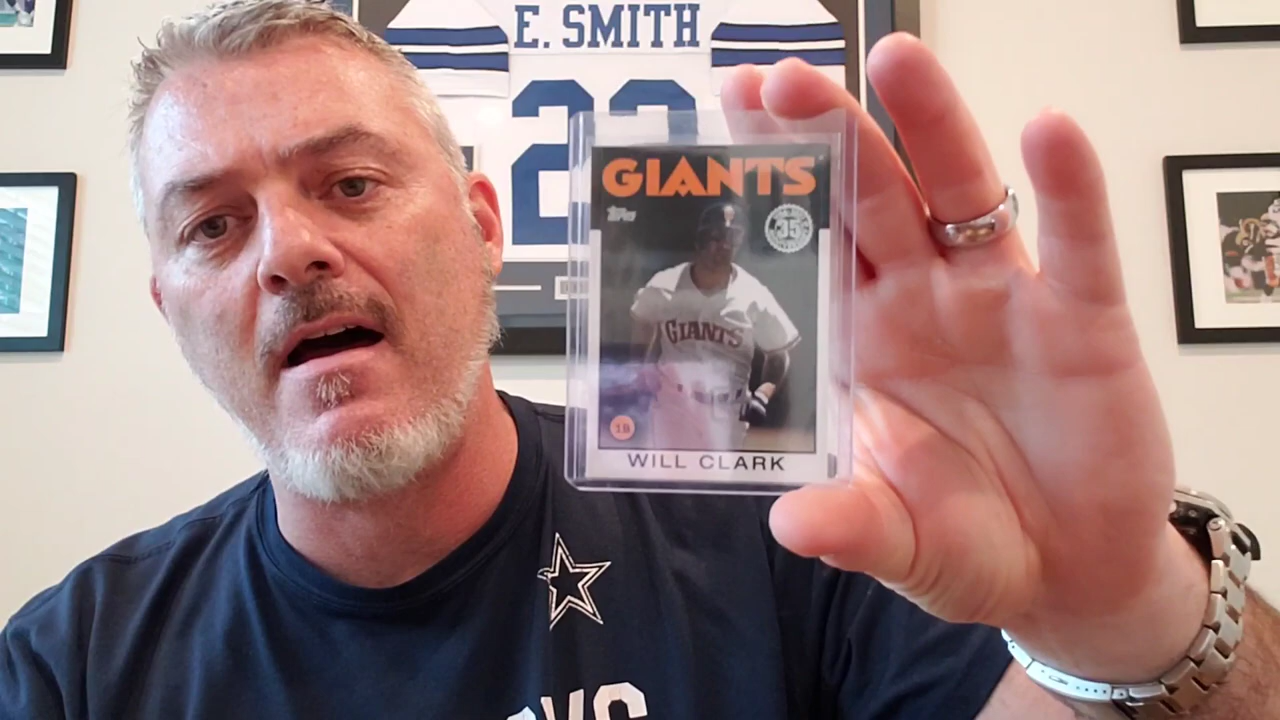 E. SMITH
22
GIANTS
Topps
35
GIANTS
1B
WILL CLARK